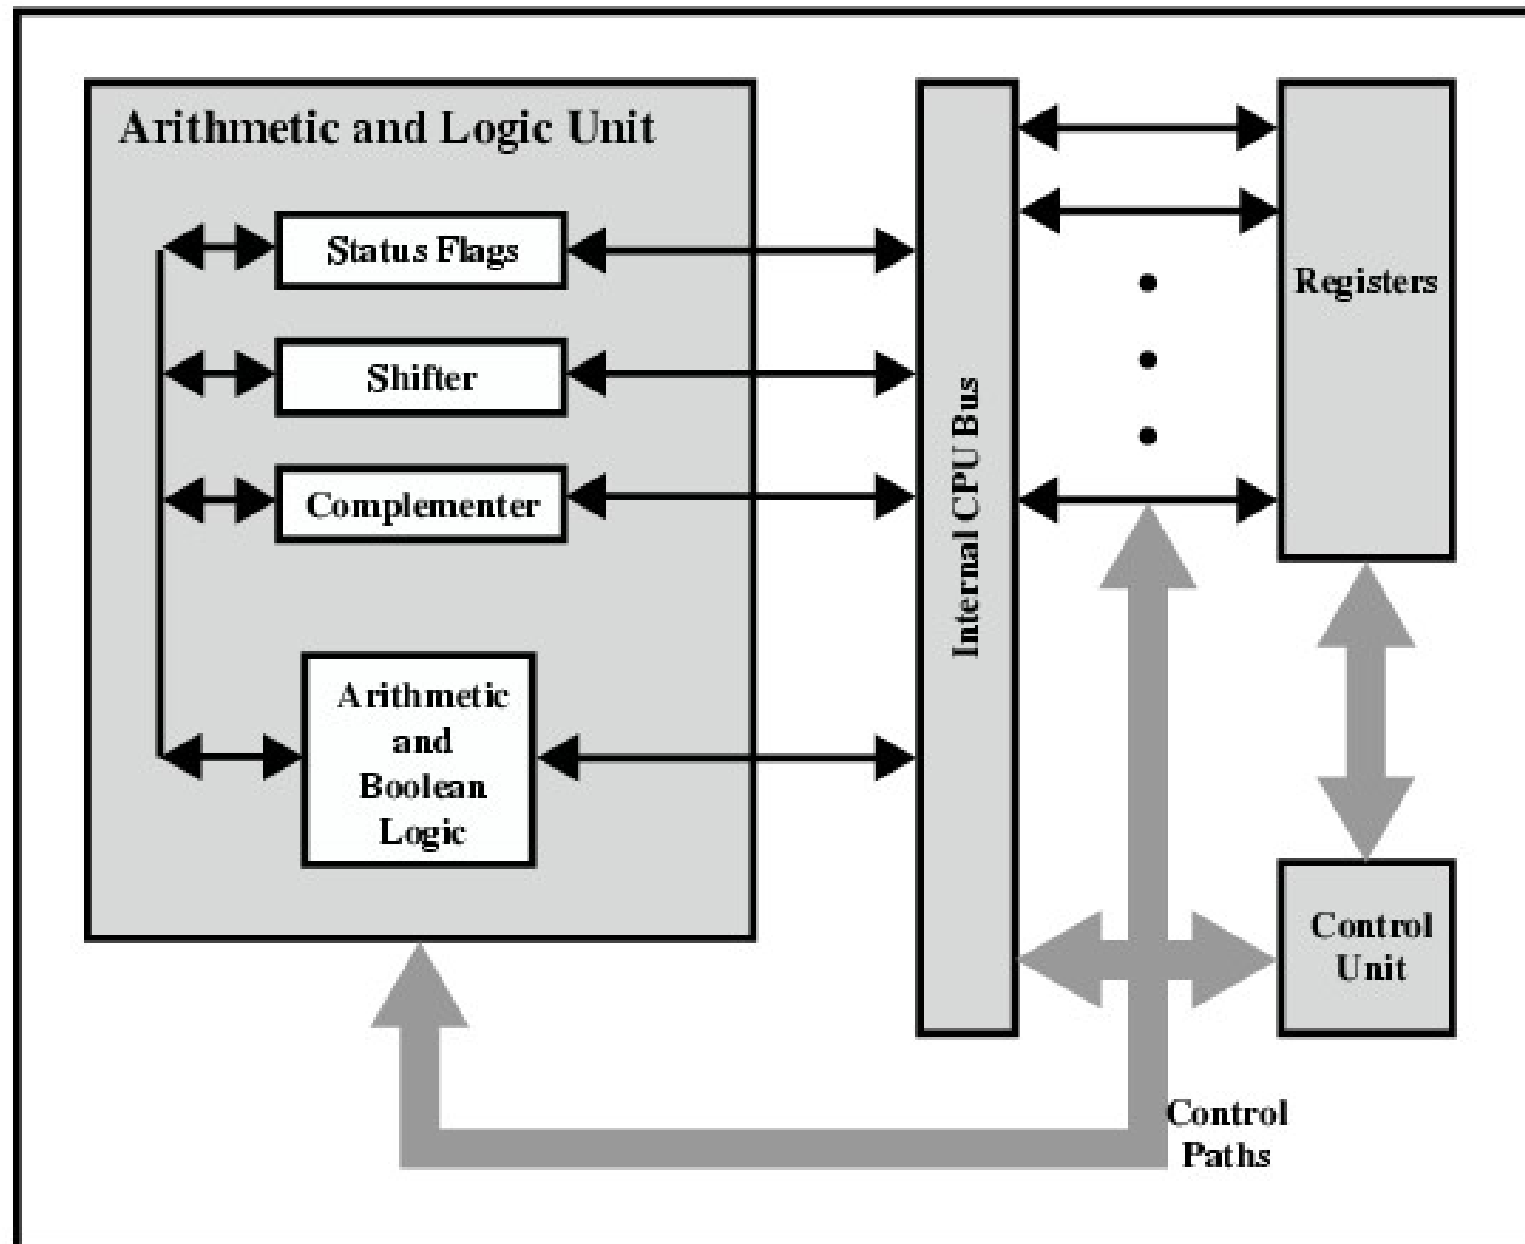 Arithmetic and Logic Unit
Status Flags
Shifter
Complementer
Arithmetic
and
Boolean
Logic
Internal CPU Bus
Registers
Control
Unit
Control
Paths